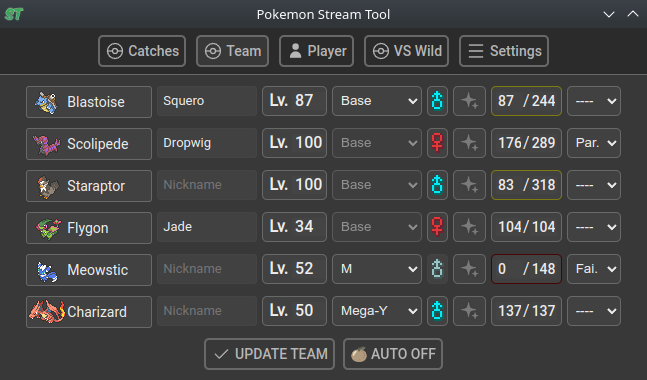 ST Pokemon Stream Tool
Catches Team Player VS Wild Settings
Blastoise Squero Lv. 87 Base 87 / 244 ----
Scolipede Dropwig Lv. 100 Base 176 / 289 Par.
Staraptor Nickname Lv. 100 Base 83 / 318 ----
Flygon Jade Lv. 34 Base 104 / 104 ----
Meowstic Nickname Lv. 52 M 0 / 148 Fai.
Charizard Nickname Lv. 50 Mega-Y 137 / 137 ----
UPDATE TEAM AUTO OFF